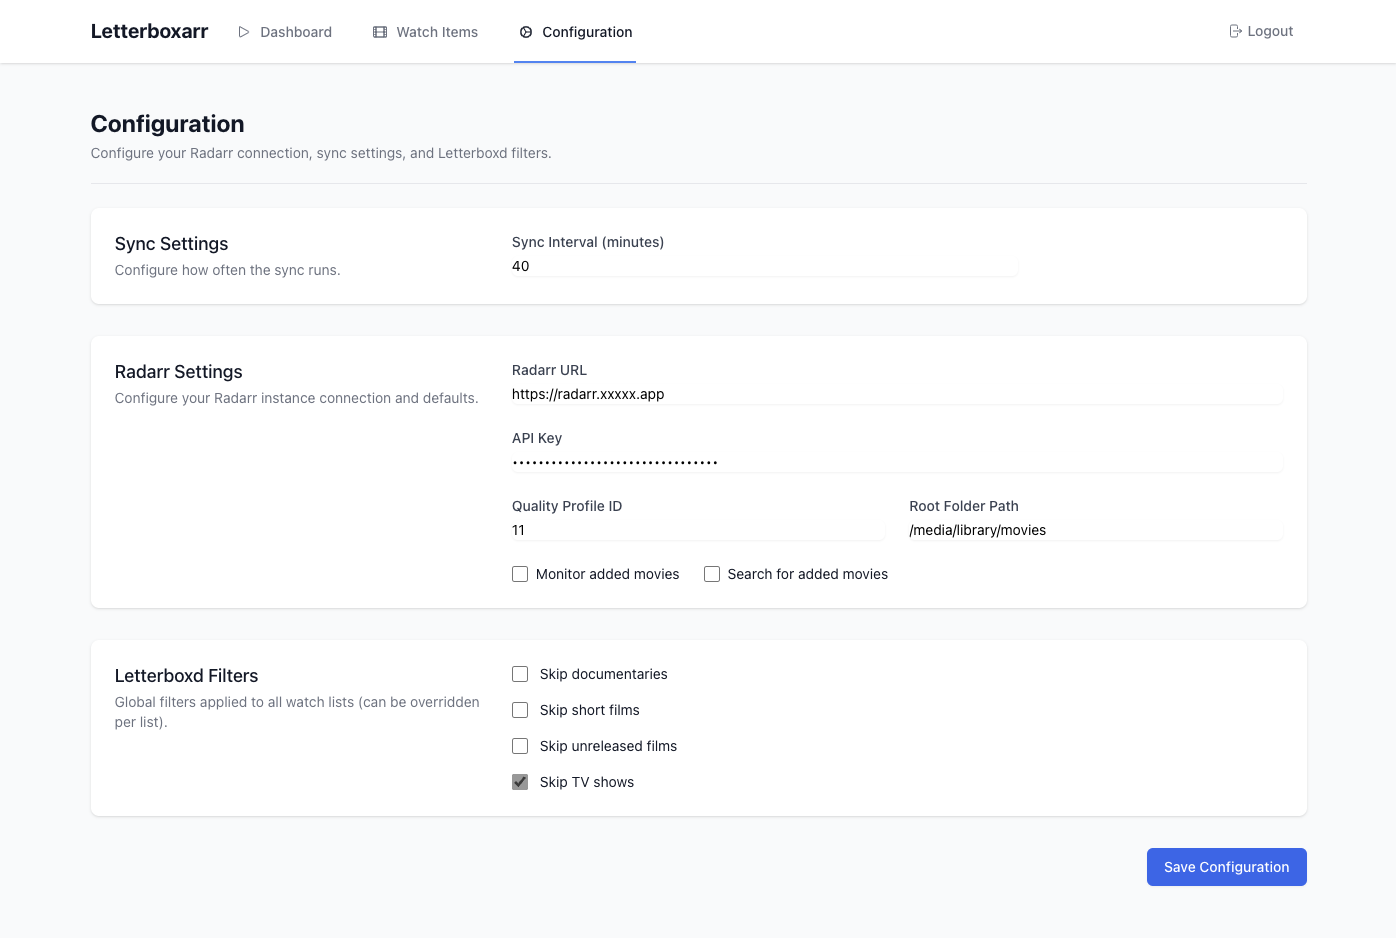 Letterboxarr
Dashboard
Watch Items
Configuration
Logout
Configuration
Configure your Radarr connection, sync settings, and Letterboxd filters.
Sync Settings
Configure how often the sync runs.
Sync Interval (minutes)
40
Radarr Settings
Configure your Radarr instance connection and defaults.
Radarr URL
https://radarr.xxxxx.app
API Key
••••••••••••••••••••••••••••••••
Quality Profile ID
11
Root Folder Path
/media/library/movies
Monitor added movies
Search for added movies
Letterboxd Filters
Global filters applied to all watch lists (can be overridden
per list).
Skip documentaries
Skip short films
Skip unreleased films
Skip TV shows
Save Configuration